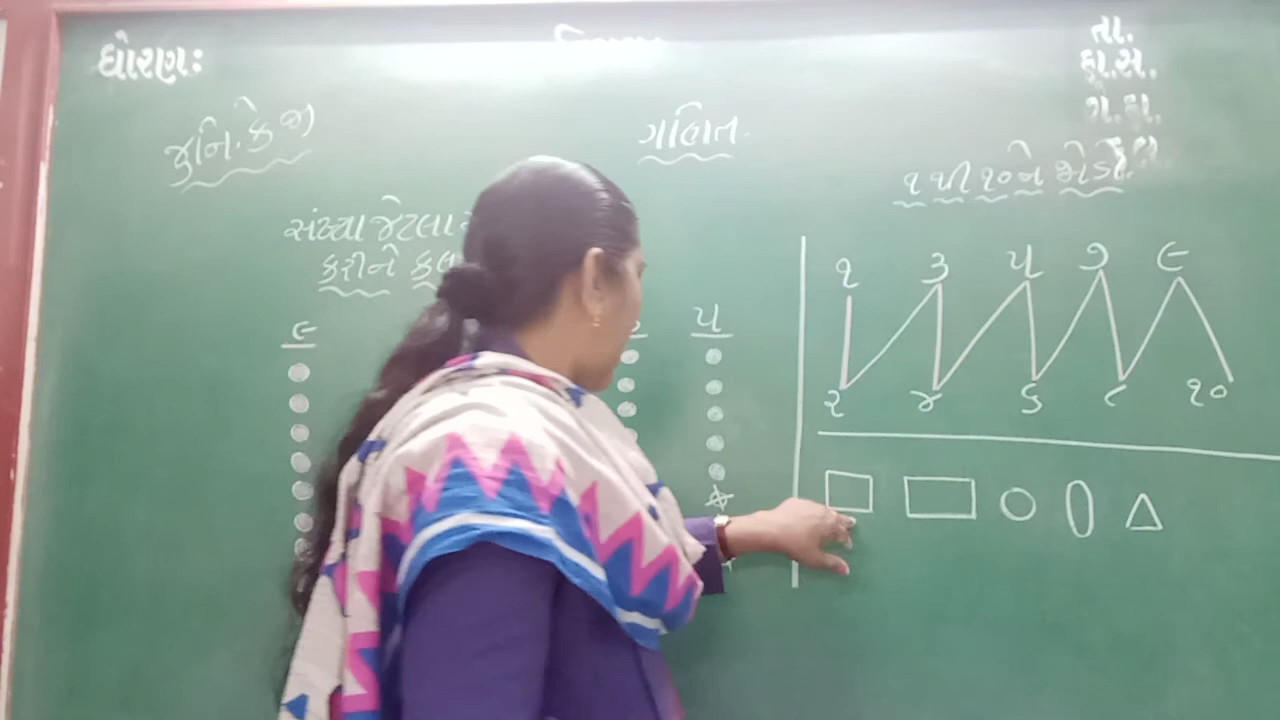 ધોરણઃ
તા.
હા.સ.
ગે.હા.
જુનિ.કે.જી
ગણિત.
૧ થી ૧૦ને જોડો.
સંખ્યા જેટલા
કરીને
૯
૫
૧ ૩ ૫ ૭ ૯
૨ ૪ ૬ ૮ ૧૦